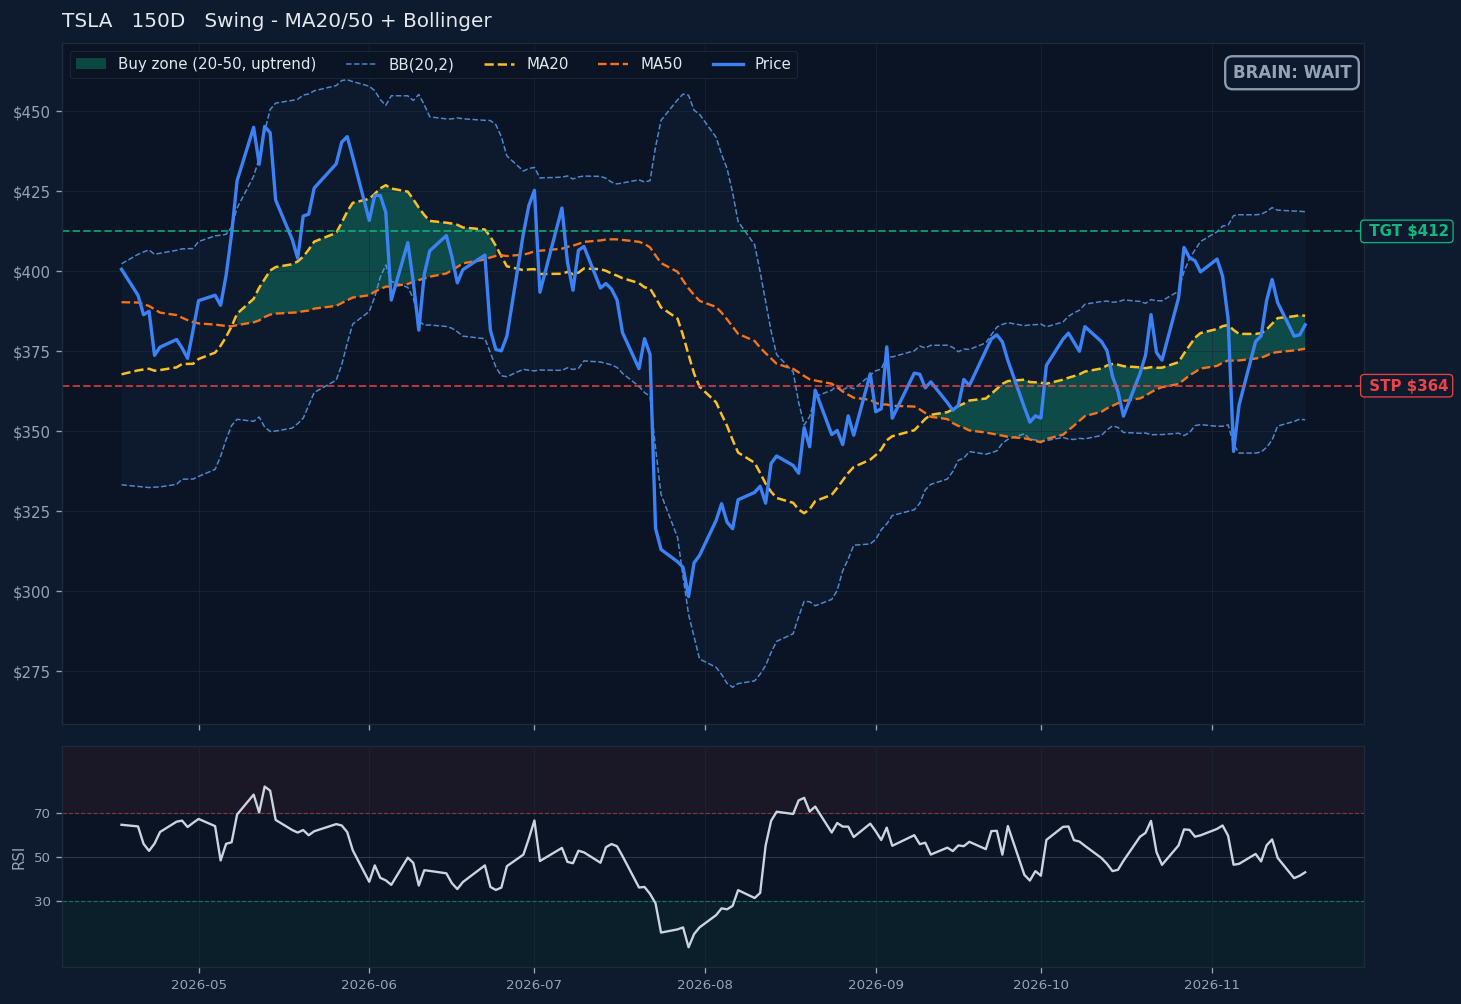 TSLA   150D   Swing - MA20/50 + Bollinger
Buy zone (20-50, uptrend)   BB(20,2)   MA20   MA50   Price
BRAIN: WAIT
$450
$425
TGT $412
$400
$375
STP $364
$350
$325
$300
$275
70
50
30
RSI
2026-05   2026-06   2026-07   2026-08   2026-09   2026-10   2026-11